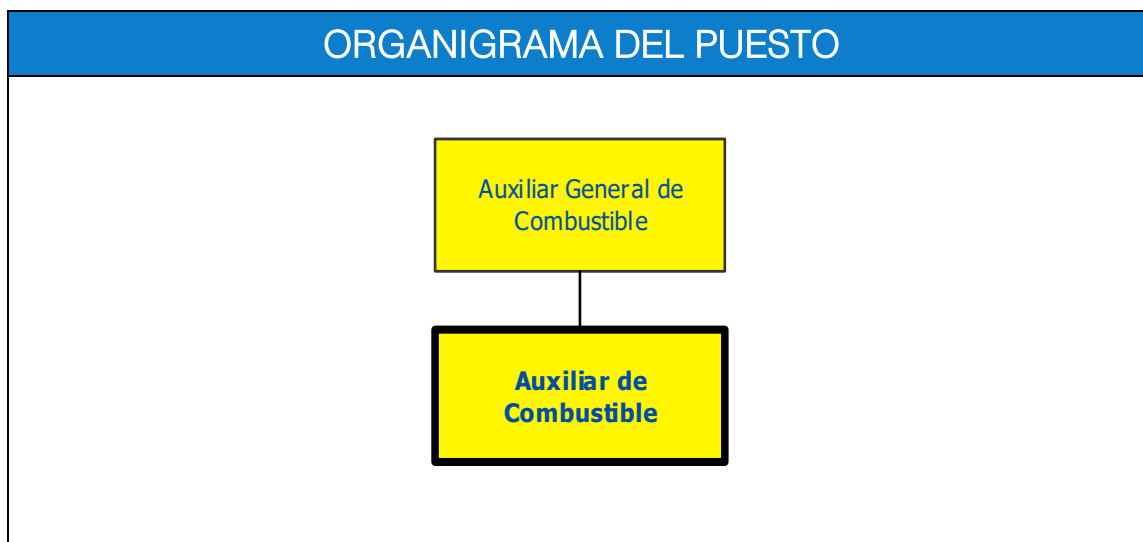 ORGANIGRAMA DEL PUESTO
Auxiliar General de
Combustible
Auxiliar de
Combustible